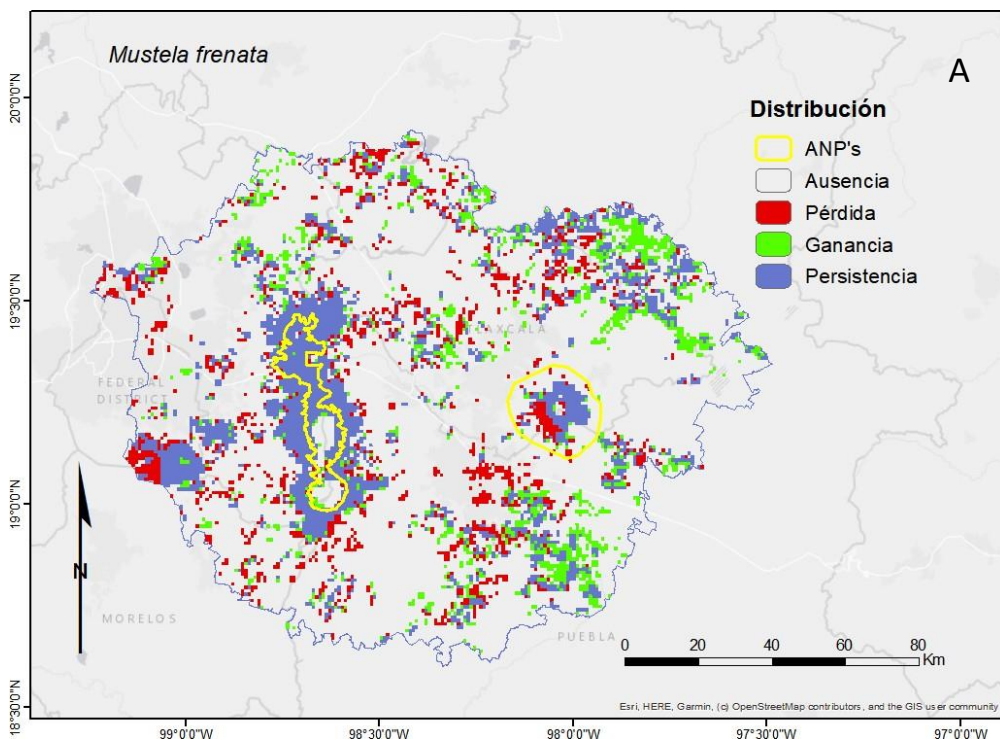 Mustela frenata
A
Distribución
ANP's
Ausencia
Pérdida
Ganancia
Persistencia
20°0'0"N
19°30'0"N
19°0'0"N
18°30'0"N
TLAXCALA
FEDERAL
DISTRICT
N
MORELOS
PUEBLA
0 20 40 60 80
Km
Esri, HERE, Garmin, (c) OpenStreetMap contributors, and the GIS user community
99°0'0"W 98°30'0"W 98°0'0"W 97°30'0"W 97°0'0"W